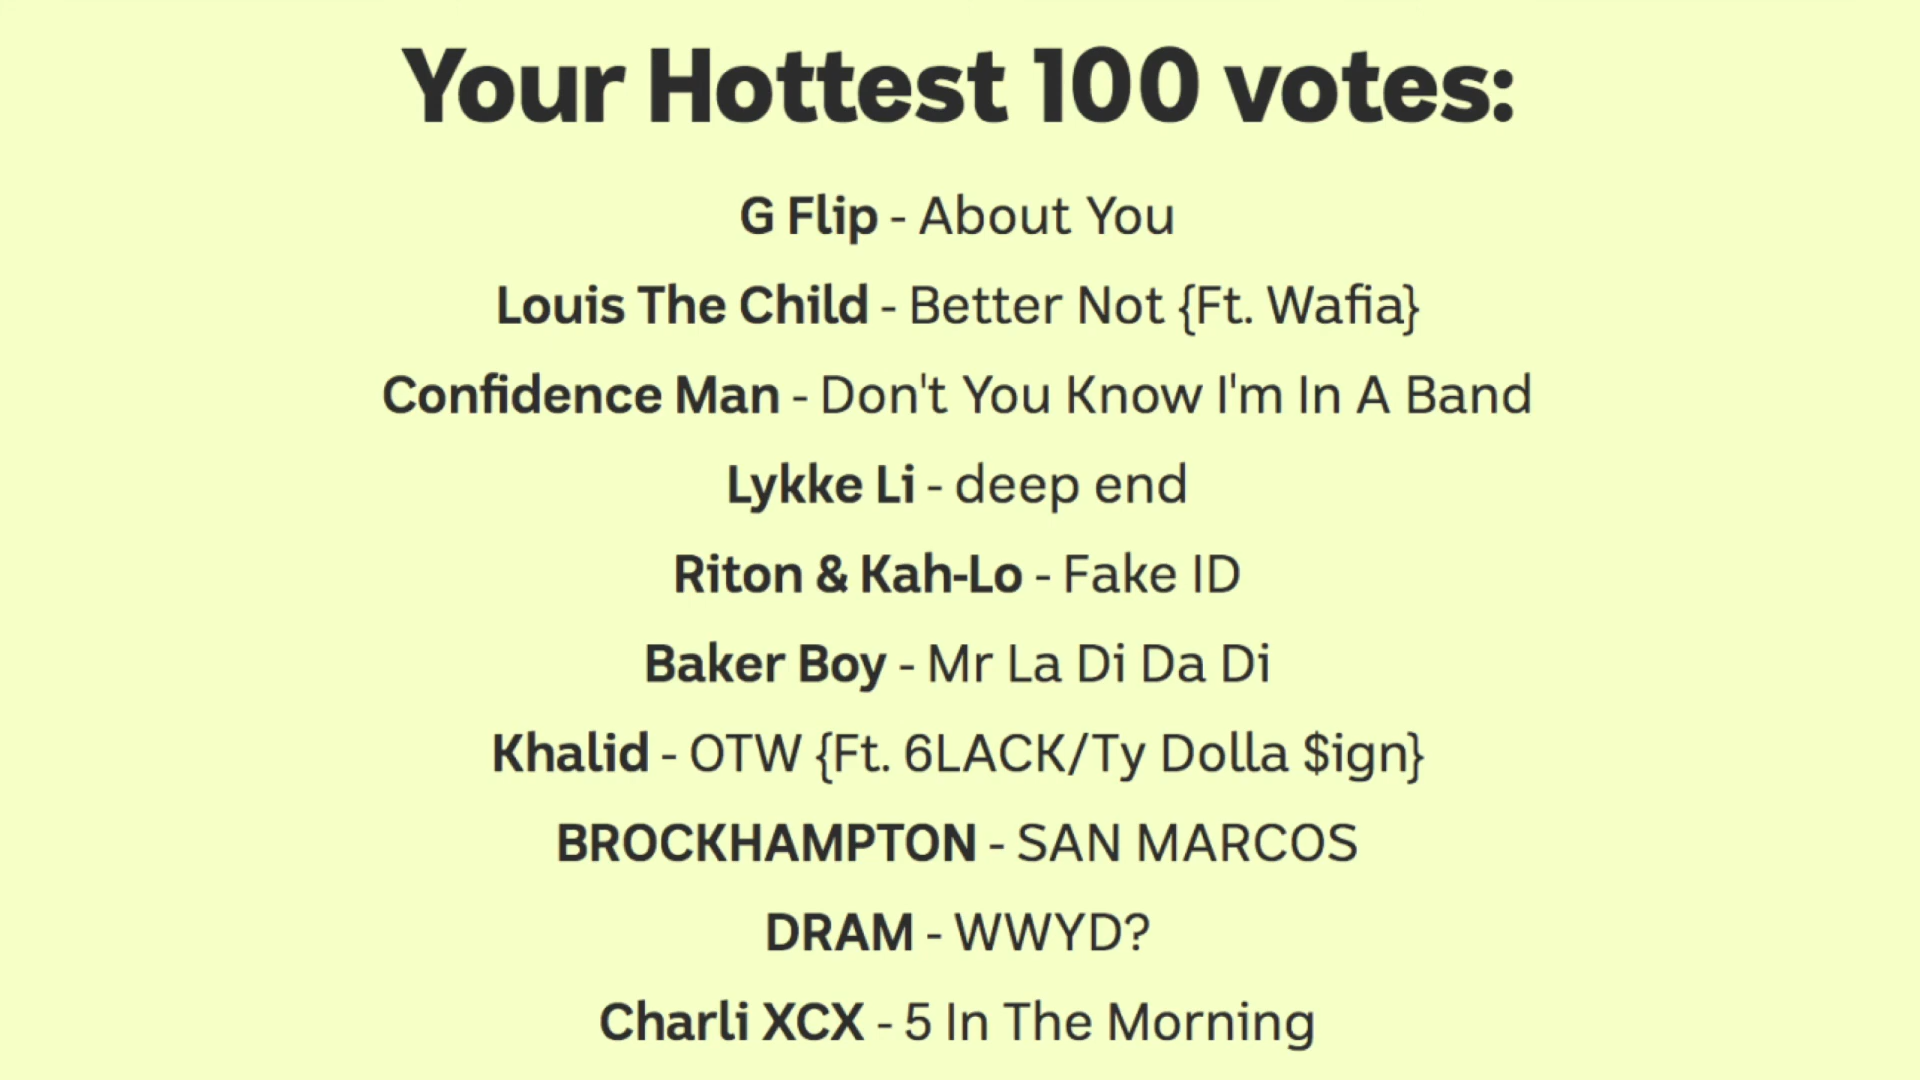 Your Hottest 100 votes:
G Flip - About You
Louis The Child - Better Not {Ft. Wafia}
Confidence Man - Don't You Know I'm In A Band
Lykke Li - deep end
Riton & Kah-Lo - Fake ID
Baker Boy - Mr La Di Da Di
Khalid - OTW {Ft. 6LACK/Ty Dolla $ign}
BROCKHAMPTON - SAN MARCOS
DRAM - WWYD?
Charli XCX - 5 In The Morning